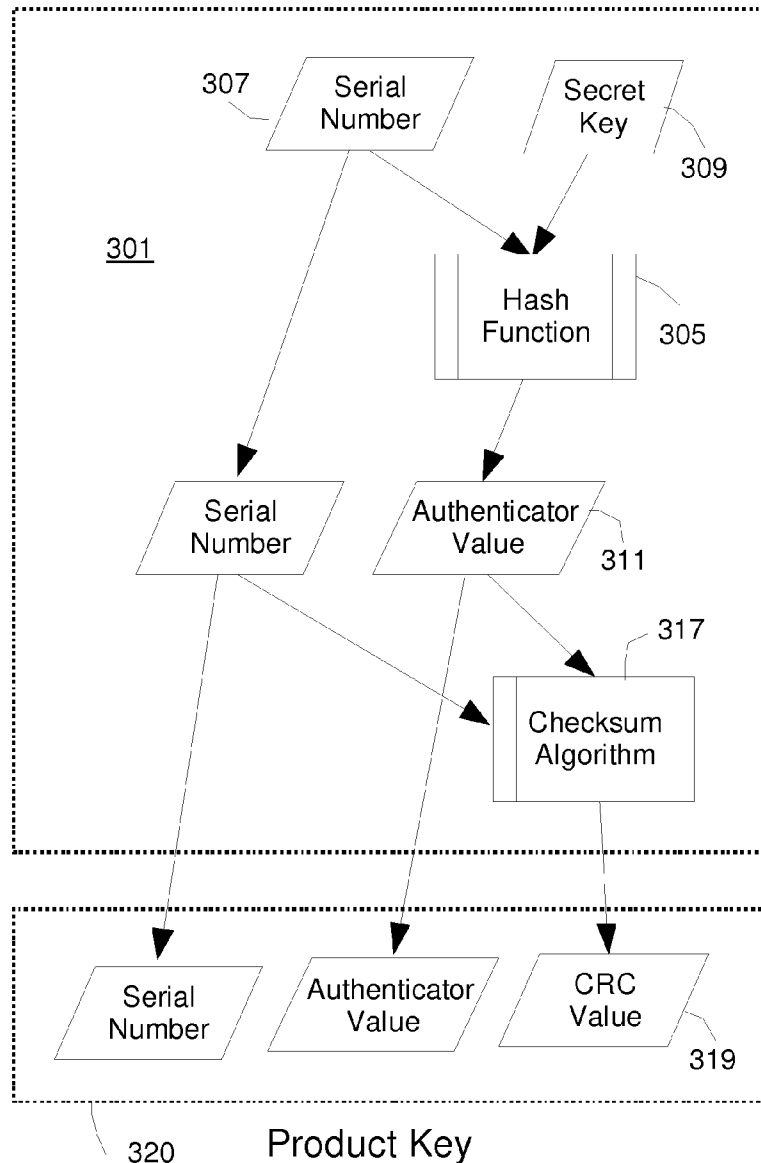 307
Serial
Number
Secret
Key
309
301
Hash
Function
305
Serial
Number
Authenticator
Value
311
317
Checksum
Algorithm
Serial
Number
Authenticator
Value
CRC
Value
319
320
Product Key